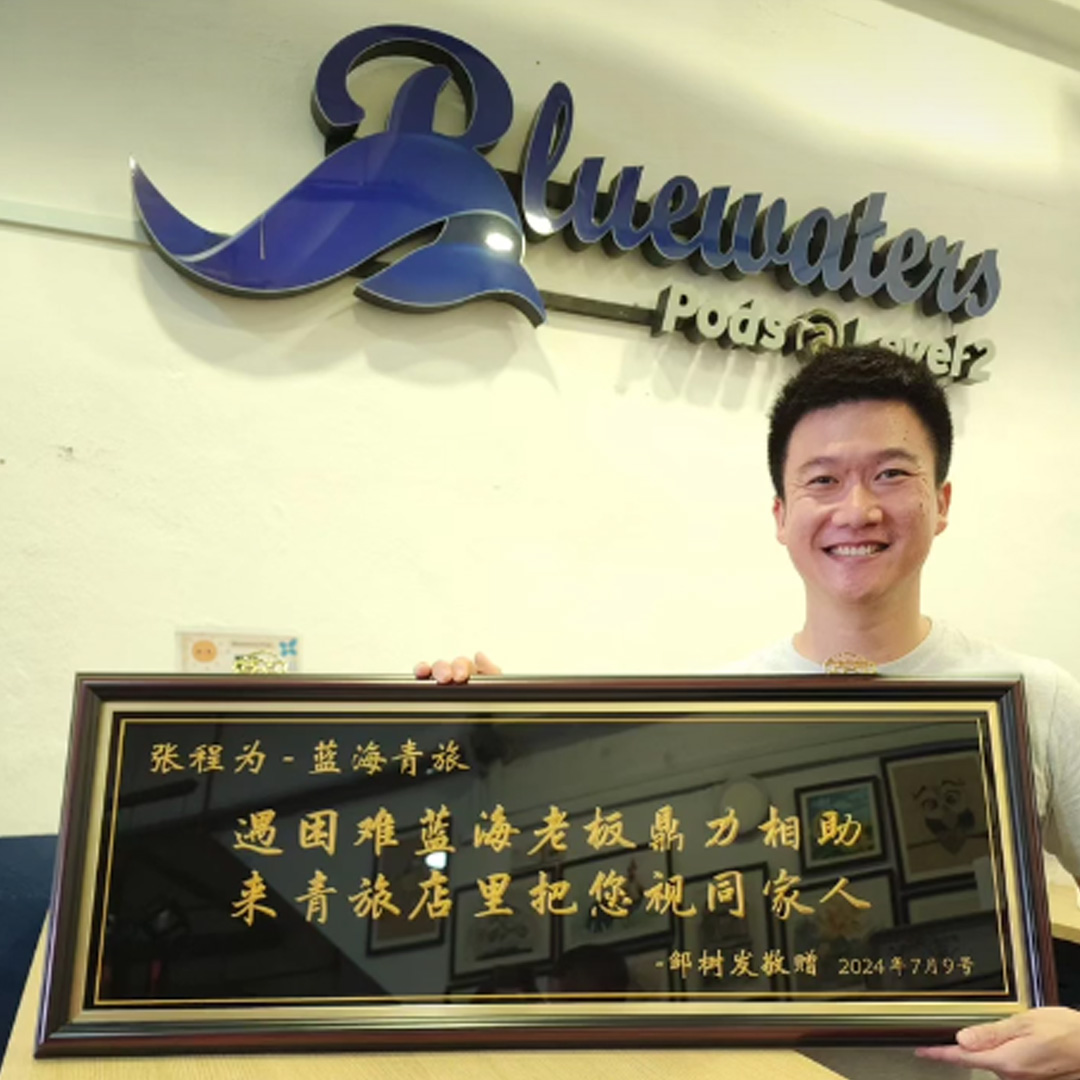 Bluewaters
Pods@Level2
张程为 - 蓝海青旅
遇困难蓝海老板鼎力相助
来青旅店里把您视同家人
-邹树发敬赠 2024年7月9号